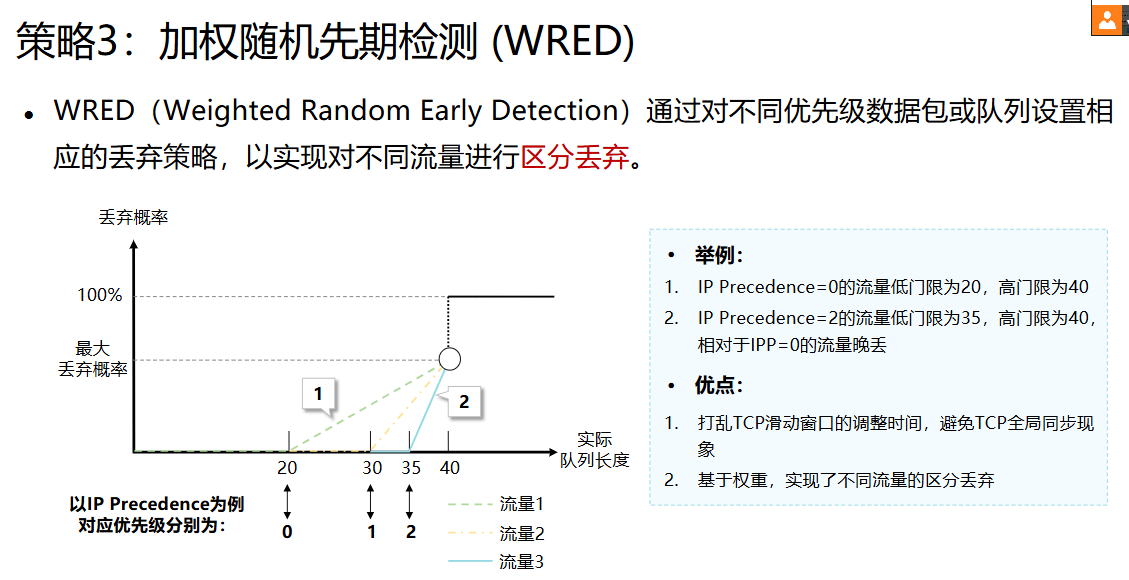 策略3：加权随机先期检测 (WRED)
• WRED（Weighted Random Early Detection）通过对不同优先级数据包或队列设置相
应的丢弃策略，以实现对不同流量进行区分丢弃。
丢弃概率
100%
最大
丢弃概率
1
2
20
30
35
40
实际
队列长度
以IP Precedence为例
对应优先级分别为：
0
1
2
流量1
流量2
流量3
• 举例：
1. IP Precedence=0的流量低门限为20，高门限为40
2. IP Precedence=2的流量低门限为35，高门限为40，
相对于IPP=0的流量晚丢
• 优点：
1. 打乱TCP滑动窗口的调整时间，避免TCP全局同步现
象
2. 基于权重，实现了不同流量的区分丢弃